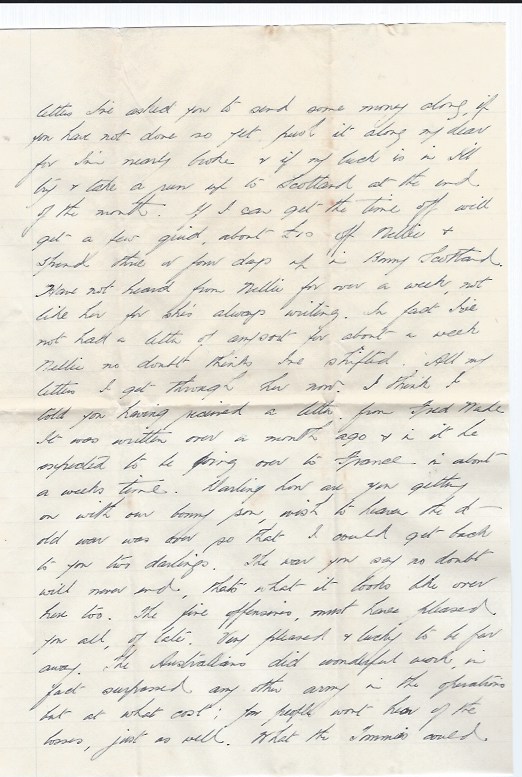 letters I've asked you to send some money along, if
you have not done so yet push it along my dear
for I'm nearly broke & if my luck is in I'll
try & take a run up to Scotland at the end
of the month. If I can get the time off will
get a few quid, about £10 off Nellie &
spend three or four days up in Bonny Scotland.
Have not heard from Nellie for over a week not
like her for she's always writing. In fact I've
not had a letter of any sort for about a week
Nellie no doubt thinks I've shifted. All my
letters I get through her now. I think I
told you having received a letter from Fred
It was written over a month ago & in it he
expected to be going over to France in about
a weeks time. Darling how are you getting
on with our bonny son, wish to heaven the d—
old war was over so that I could get back
to you two darlings. The war you say no doubt
will never end, thats what it looks like over
here too. The five offensives, must have pleased
you all, of late. Very pleased & lucky to be far
away. The Australians did wonderful work, in
fact surpassed any other army in the operations
but at what cost; you people wont hear of the
losses, just as well. What the Tommies could